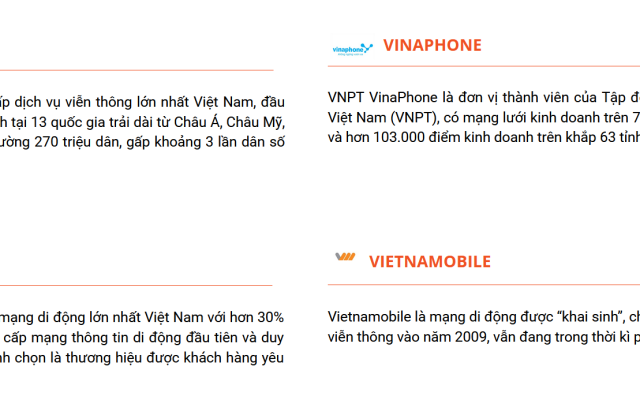 ấp dịch vụ viễn thông lớn nhất Việt Nam, đầu
h tại 13 quốc gia trải dài từ Châu Á, Châu Mỹ,
ường 270 triệu dân, gấp khoảng 3 lần dân số
vinaphone VINAPHONE
VNPT VinaPhone là đơn vị thành viên của Tập đ
Việt Nam (VNPT), có mạng lưới kinh doanh trên 7
và hơn 103.000 điểm kinh doanh trên khắp 63 tỉnh
mạng di động lớn nhất Việt Nam với hơn 30%
cấp mạng thông tin di động đầu tiên và duy
nh chọn là thương hiệu được khách hàng yêu
VIETNAMOBILE
Vietnamobile là mạng di động được “khai sinh”, ch
viễn thông vào năm 2009, vẫn đang trong thời kì p